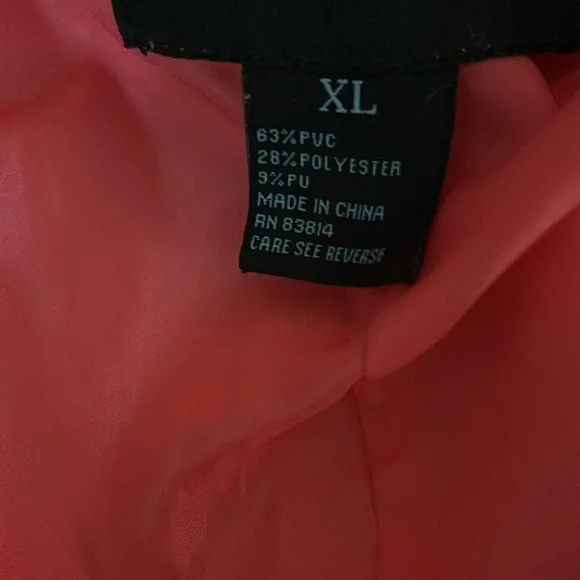 XL
63%PVC
28%POLYESTER
9%PU
MADE IN CHINA
RN 83814
CARE SEE REVERSE